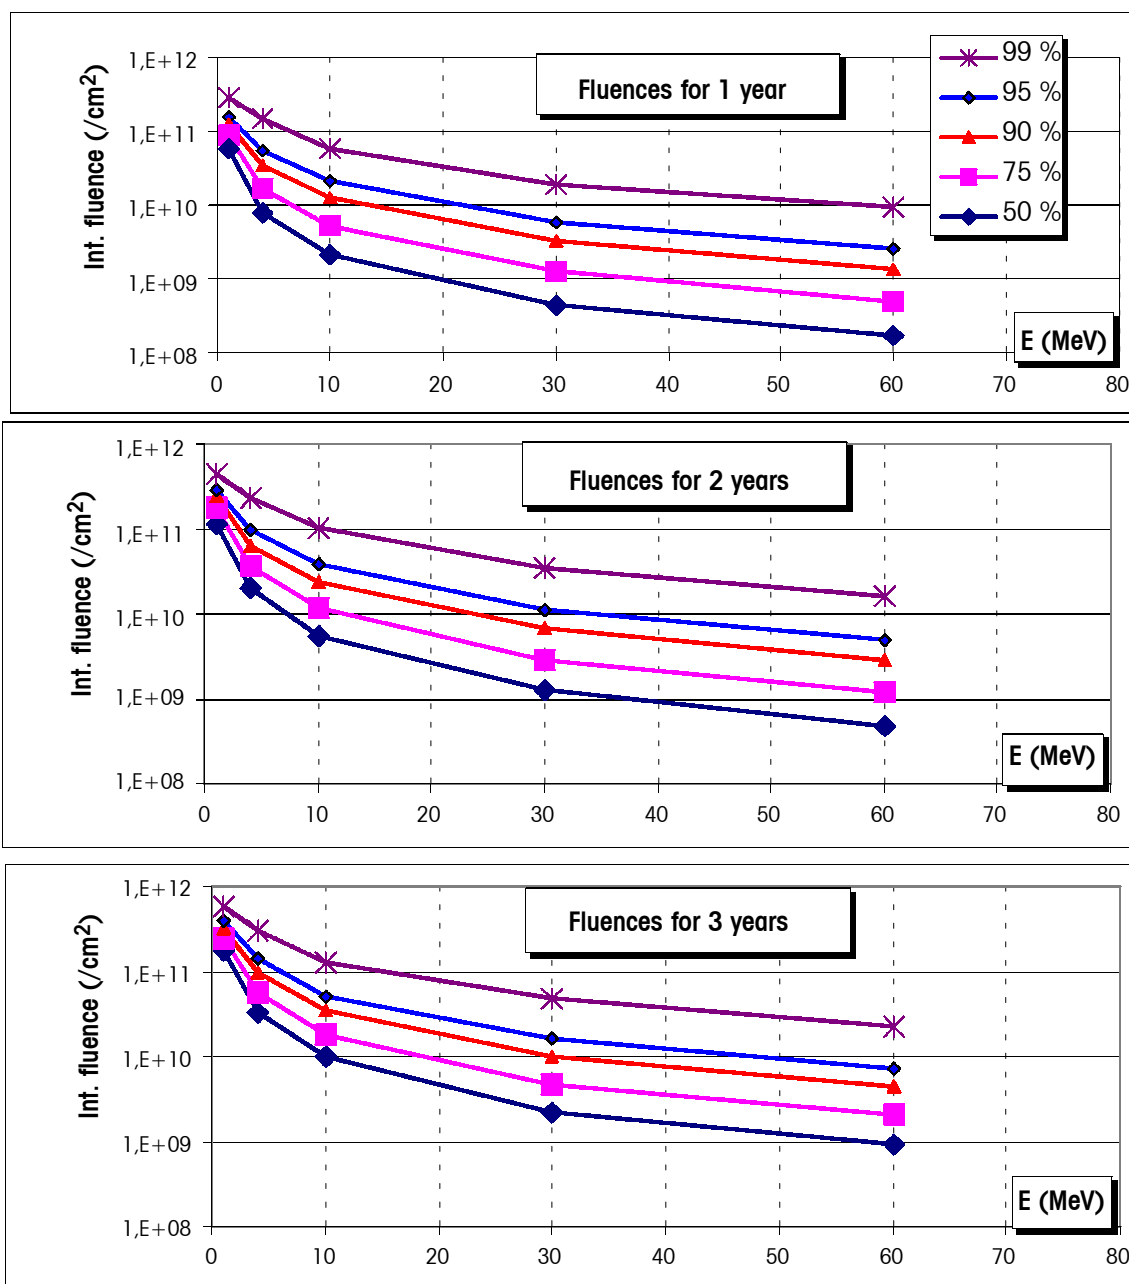 Fluences for 1 year
99 %
95 %
90 %
75 %
50 %
Int. fluence (/cm2)
1,E+12
1,E+11
1,E+10
1,E+09
1,E+08
0 10 20 30 40 50 60 70 80
E (MeV)
Fluences for 2 years
Int. fluence (/cm2)
1,E+12
1,E+11
1,E+10
1,E+09
1,E+08
0 10 20 30 40 50 60 70 80
E (MeV)
Fluences for 3 years
Int. fluence (/cm2)
1,E+12
1,E+11
1,E+10
1,E+09
1,E+08
0 10 20 30 40 50 60 70 80
E (MeV)